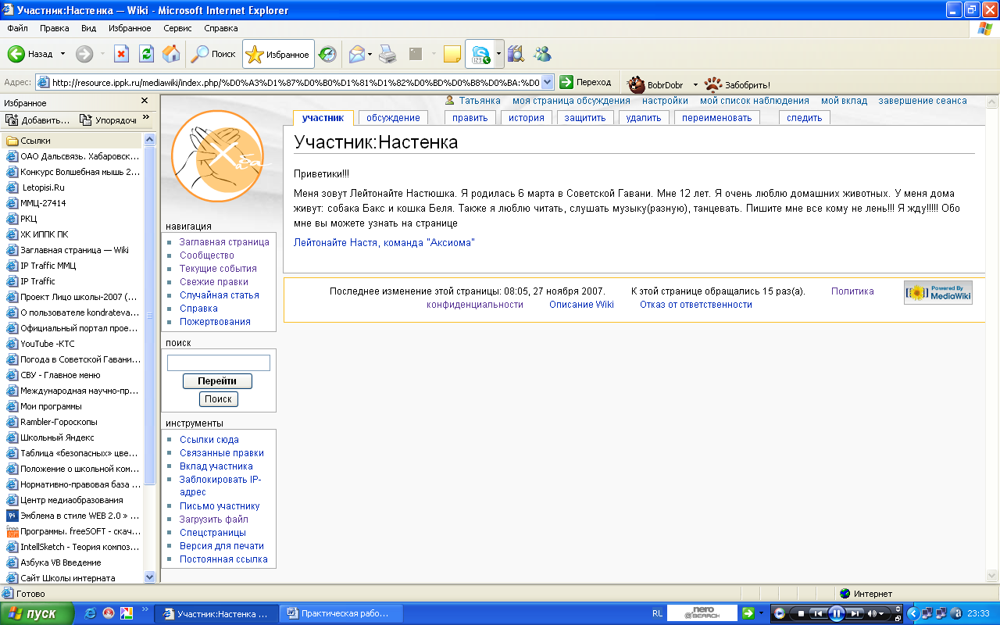 Участник:Настенка — Wiki - Microsoft Internet Explorer
Файл Правка Вид Избранное Сервис Справка
Назад Поиск Избранное
Адрес: http://resource.ippk.ru/mediawiki/index.php/%D0%A3%D1%87%D0%B0%D1%81%D1%82%D0%BD%D0%B8%D0%BA:%D0 Переход BobrDobr Забобрить!
Избранное
Добавить... Упорядочи
Ссылки
ОАО Дальсвязь. Хабаровск...
Конкурс Волшебная мышь 2...
Letopisi.Ru
ММЦ-27414
РКЦ
ХК ИППК ПК
Заглавная страница — Wiki
IP Traffic ММЦ
IP Traffic
Проект Лицо школы-2007 (...
О пользователе kondrateva...
Официальный портал прое...
YouTube -КТС
Погода в Советской Гавани...
СВУ - Главное меню
Международная научно-пр...
Мои программы
Rambler-Гороскопы
Школьный Яндекс
Таблица «безопасных» цве...
Положение о школьной ком...
Нормативно-правовая база ...
Центр медиаобразования
Эмблема в стиле WEB 2.0 » ...
Программы. freeSOFT - скач...
IntellSketch - Теория композ...
Азбука VB Введение
Сайт Школы интерната
Татьянка моя страница обсуждения настройки мой список наблюдения мой вклад завершение сеанса
участник обсуждение править история защитить удалить переименовать следить
Участник:Настенка
Приветики!!!
Меня зовут Лейтонайте Настюшка. Я родилась 6 марта в Советской Гавани. Мне 12 лет. Я очень люблю домашних животных. У меня дома
живут: собака Бакс и кошка Беля. Также я люблю читать, слушать музыку(разную), танцевать. Пишите мне все кому не лень!!! Я жду!!!!! Обо
мне вы можете узнать на странице
Лейтонайте Настя, команда "Аксиома"
Последнее изменение этой страницы: 08:05, 27 ноября 2007. К этой странице обращались 15 раз(а). Политика
конфиденциальности Описание Wiki Отказ от ответственности
Powered By
MediaWiki
навигация
Заглавная страница
Сообщество
Текущие события
Свежие правки
Случайная статья
Справка
Пожертвования
поиск
Перейти
Поиск
инструменты
Ссылки сюда
Связанные правки
Вклад участника
Заблокировать IP-
адрес
Письмо участнику
Загрузить файл
Спецстраницы
Версия для печати
Постоянная ссылка
Готово Интернет
пуск Участник:Настенка ... Практическая рабо... RL nero
@SEARCH 23:33